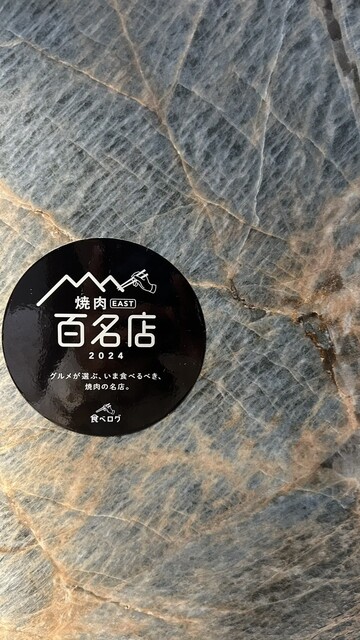 焼肉 EAST
百名店
2024
グルメが選ぶ、いま食べるべき、
焼肉の名店。
食べログ